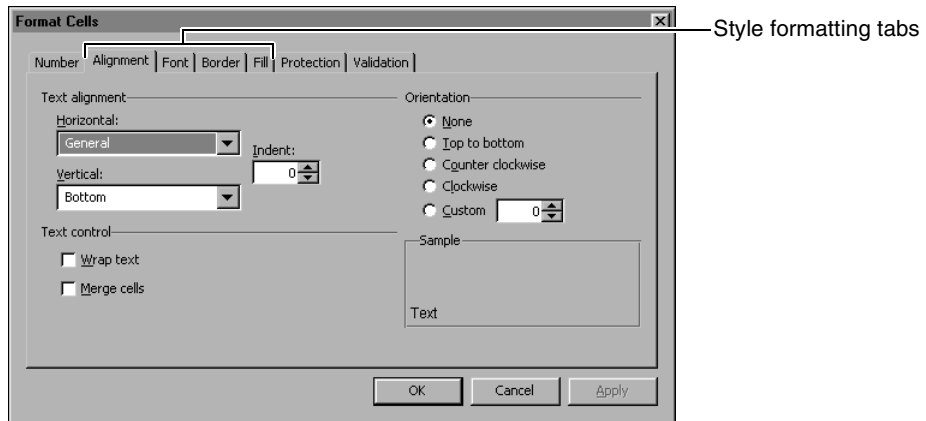 Format Cells
Style formatting tabs
Number Alignment Font Border Fill Protection Validation
Text alignment
Horizontal:
General
Indent:
0
Vertical:
Bottom
Text control
Wrap text
Merge cells
Orientation
None
Top to bottom
Counter clockwise
Clockwise
Custom 0
Sample
Text
OK Cancel Apply